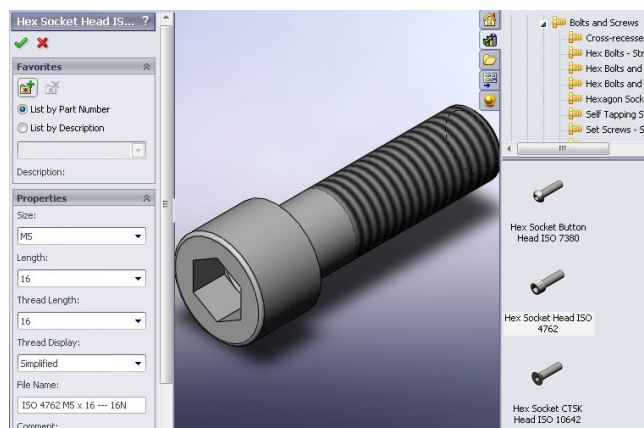 Hex Socket Head IS... ?
Favorites
List by Part Number
List by Description
Description:
Properties
Size:
M5
Length:
16
Thread Length:
16
Thread Display:
Simplified
File Name:
ISO 4762 M5 x 16 --- 16N
Comment:
Bolts and Screws
Cross-recesse
Hex Bolts - Str
Hex Bolts and
Hex Bolts and
Hexagon Sock
Self Tapping S
Set Screws - S
Hex Socket Button
Head ISO 7380
Hex Socket Head ISO
4762
Hex Socket CTSK
Head ISO 10642